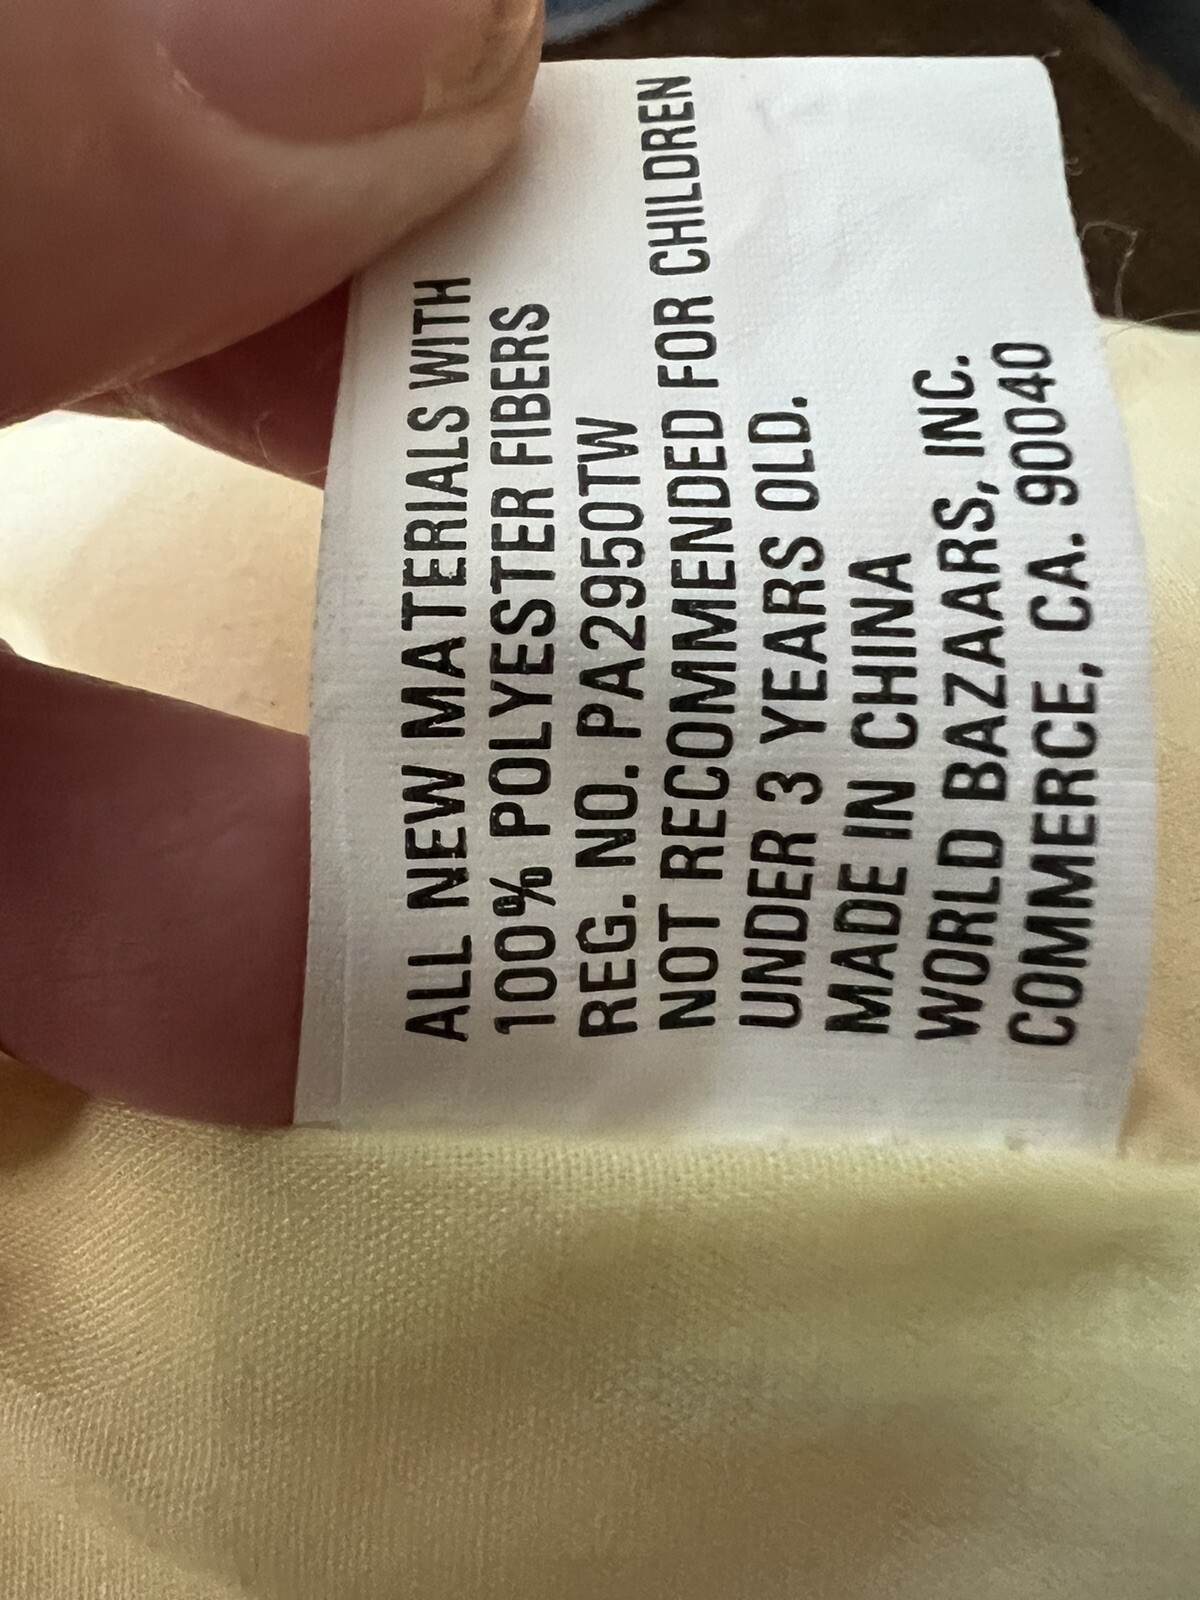 ALL NEW MATERIALS WITH
100% POLYESTER FIBERS
REG. NO. PA2950TW
NOT RECOMMENDED FOR CHILDREN
UNDER 3 YEARS OLD.
MADE IN CHINA
WORLD BAZAARS, INC.
COMMERCE, CA. 90040